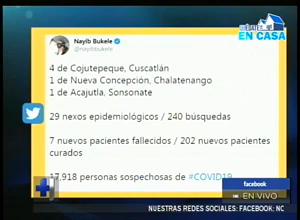 EN CASA
Nayib Bukele
@nayibbukele
4 de Cojutepeque, Cuscatlán
1 de Nueva Concepción, Chalatenango
1 de Acajutla, Sonsonate
29 nexos epidemiológicos / 240 búsquedas
7 nuevos pacientes fallecidos / 202 nuevos pacientes
curados
17,918 personas sospechosas de #COVID19
facebook
EN VIVO
NUESTRAS REDES SOCIALES: FACEBOOK: NC